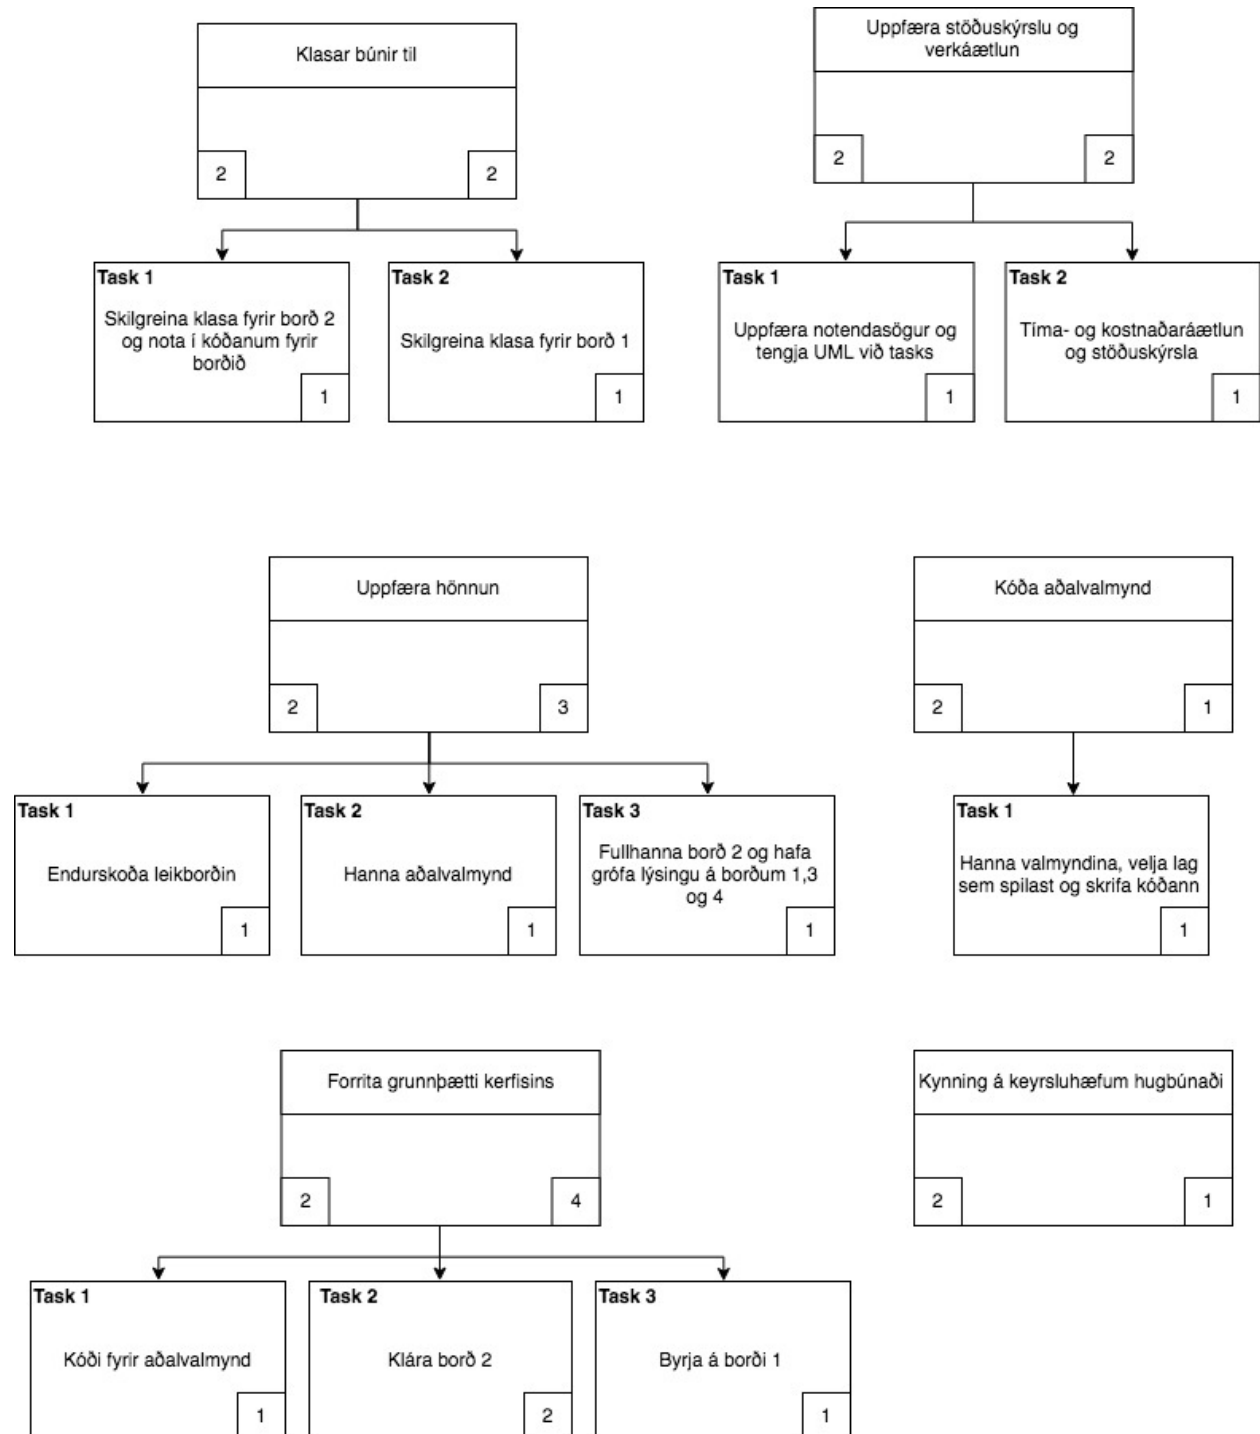 Klasar búnir til
2
2
Task 1
Skilgreina klasa fyrir borð 2
og nota í kóðanum fyrir
borðið
1
Task 2
Skilgreina klasa fyrir borð 1
1
Uppfæra stöðuskýrslu og
verkáætlun
2
2
Task 1
Uppfæra notendasögur og
tengja UML við tasks
1
Task 2
Tíma- og kostnaðaráætlun
og stöðuskýrsla
1
Uppfæra hönnun
2
3
Task 1
Endurskoða leikborðin
1
Task 2
Hanna aðalvalmynd
1
Task 3
Fullhanna borð 2 og hafa
grófa lýsingu á borðum 1,3
og 4
1
Kóða aðalvalmynd
2
1
Task 1
Hanna valmyndina, velja lag
sem spilast og skrifa kóðann
1
Forrita grunnþætti kerfisins
2
4
Task 1
Kóði fyrir aðalvalmynd
1
Task 2
Klára borð 2
2
Task 3
Byrja á borði 1
1
Kynning á keyrsluhæfum hugbúnaði
2
1